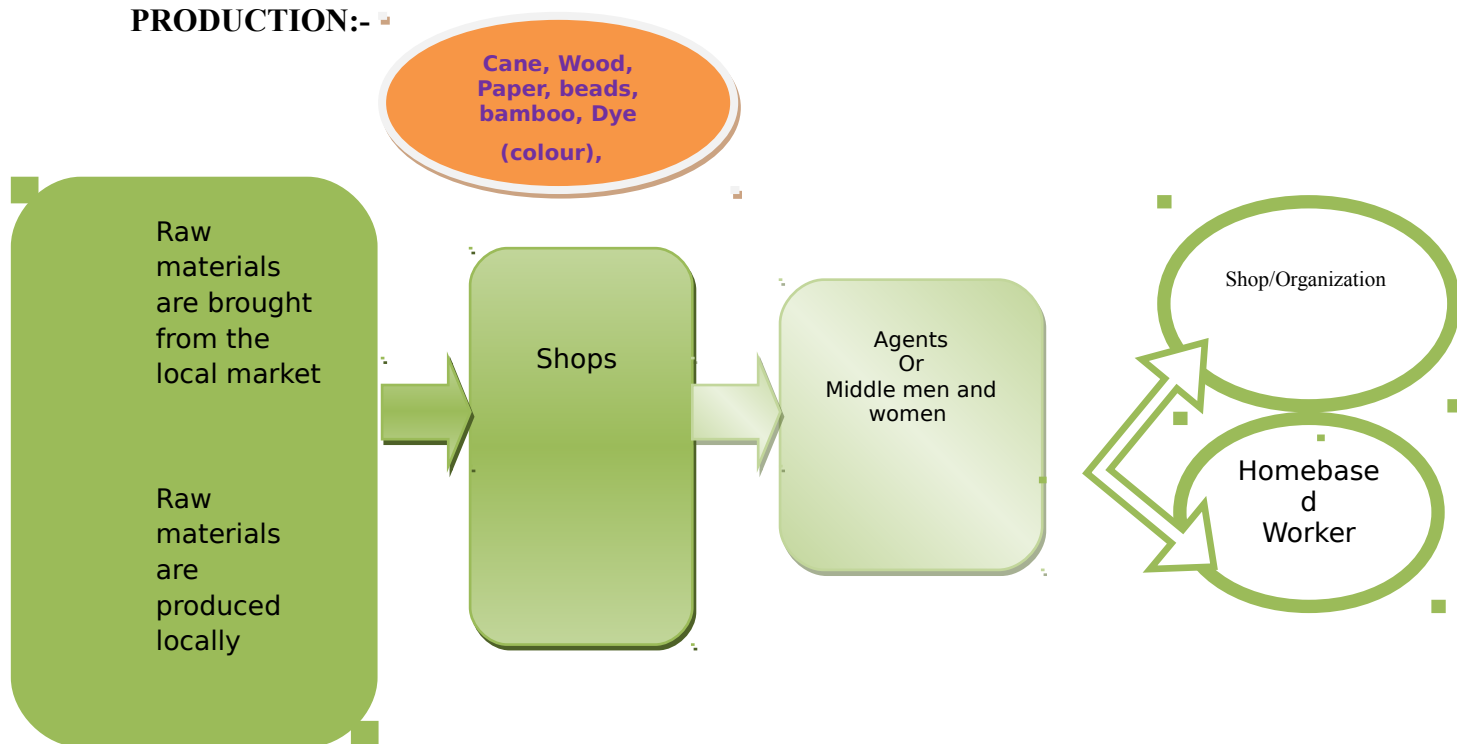 PRODUCTION:-
Cane, Wood,
Paper, beads,
bamboo, Dye
(colour),
Raw
materials
are brought
from the
local market
Raw
materials
are
produced
locally
Shops
Agents
Or
Middle men and
women
Shop/Organization
Homebase
d
Worker